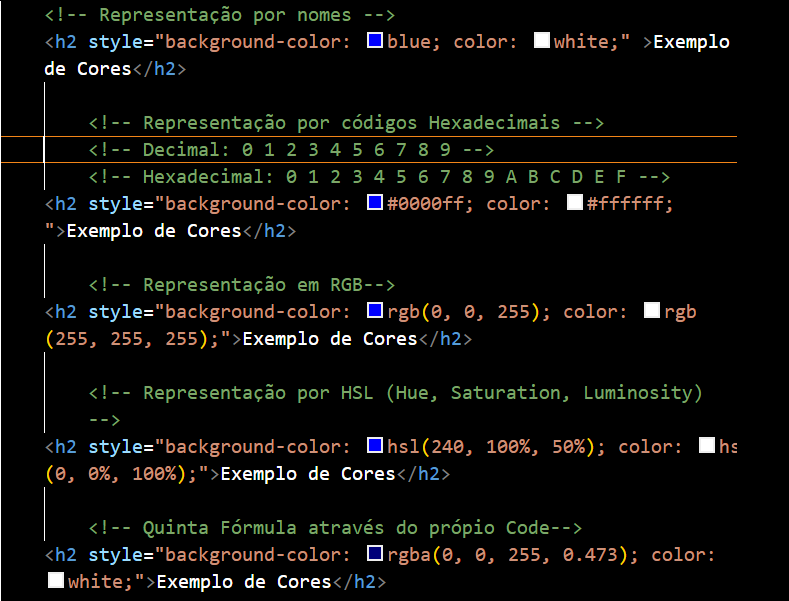 <!-- Representação por nomes -->
<h2 style="background-color: blue; color: white;" >Exemplo
de Cores</h2>
<!-- Representação por códigos Hexadecimais -->
<!-- Decimal: 0 1 2 3 4 5 6 7 8 9 -->
<!-- Hexadecimal: 0 1 2 3 4 5 6 7 8 9 A B C D E F -->
<h2 style="background-color: #0000ff; color: #ffffff;
">Exemplo de Cores</h2>
<!-- Representação em RGB-->
<h2 style="background-color: rgb(0, 0, 255); color: rgb
(255, 255, 255);">Exemplo de Cores</h2>
<!-- Representação por HSL (Hue, Saturation, Luminosity)
-->
<h2 style="background-color: hsl(240, 100%, 50%); color: hs
(0, 0%, 100%);">Exemplo de Cores</h2>
<!-- Quinta Fórmula através do própio Code-->
<h2 style="background-color: rgba(0, 0, 255, 0.473); color:
white;">Exemplo de Cores</h2>